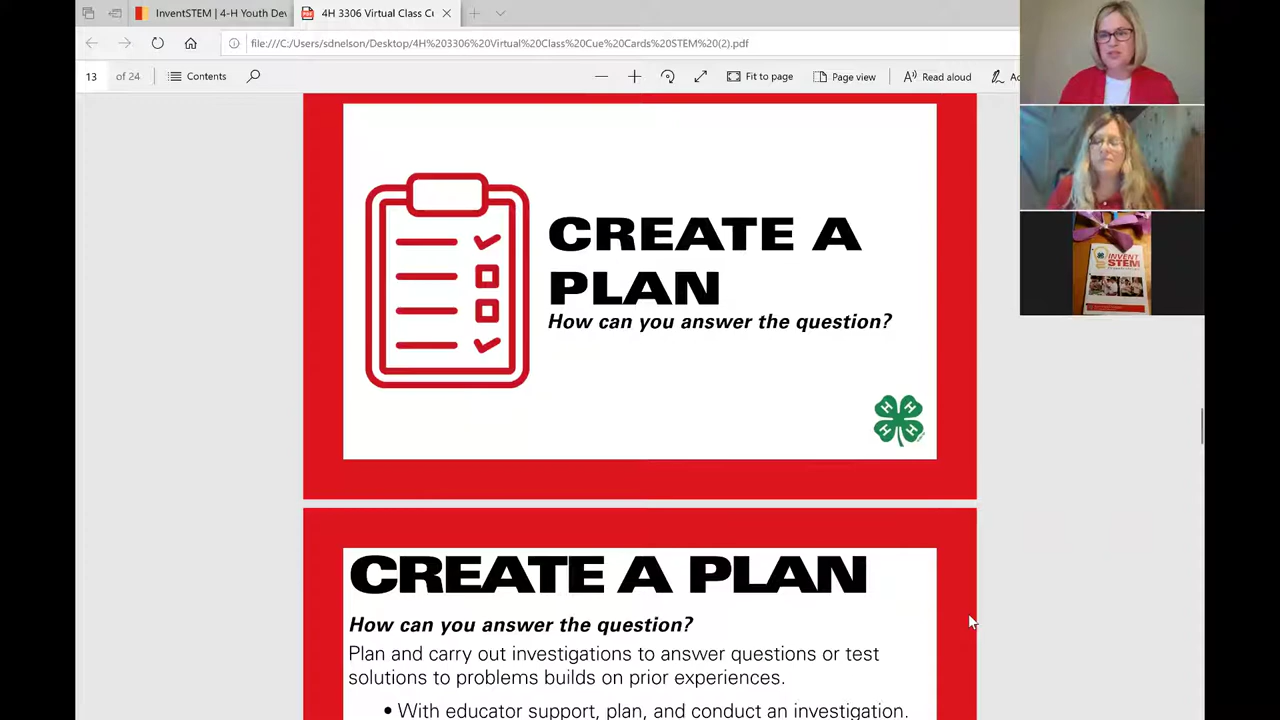 InventSTEM | 4-H Youth Dev
4H 3306 Virtual Class C
file:///C:/Users/sdnelson/Desktop/4H%203306%20Virtual%20Class%20Cue%20Cards%20STEM%20(2).pdf
13 of 24 Contents Fit to page Page view Read aloud
CREATE A
PLAN
How can you answer the question?
H H
H H
INVENT
STEM
CREATE A PLAN
How can you answer the question?
Plan and carry out investigations to answer questions or test
solutions to problems builds on prior experiences.
• With educator support, plan, and conduct an investigation.